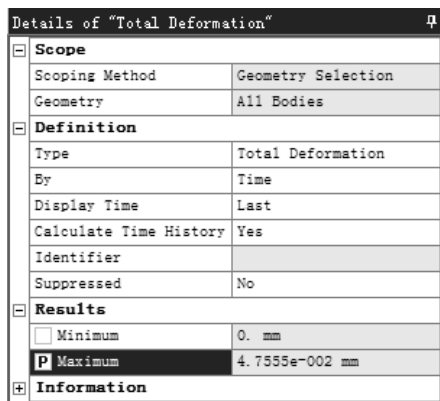 Details of "Total Deformation"
Scope
Scoping Method Geometry Selection
Geometry All Bodies
Definition
Type Total Deformation
By Time
Display Time Last
Calculate Time History Yes
Identifier
Suppressed No
Results
Minimum 0. mm
P Maximum 4.7555e-002 mm
Information